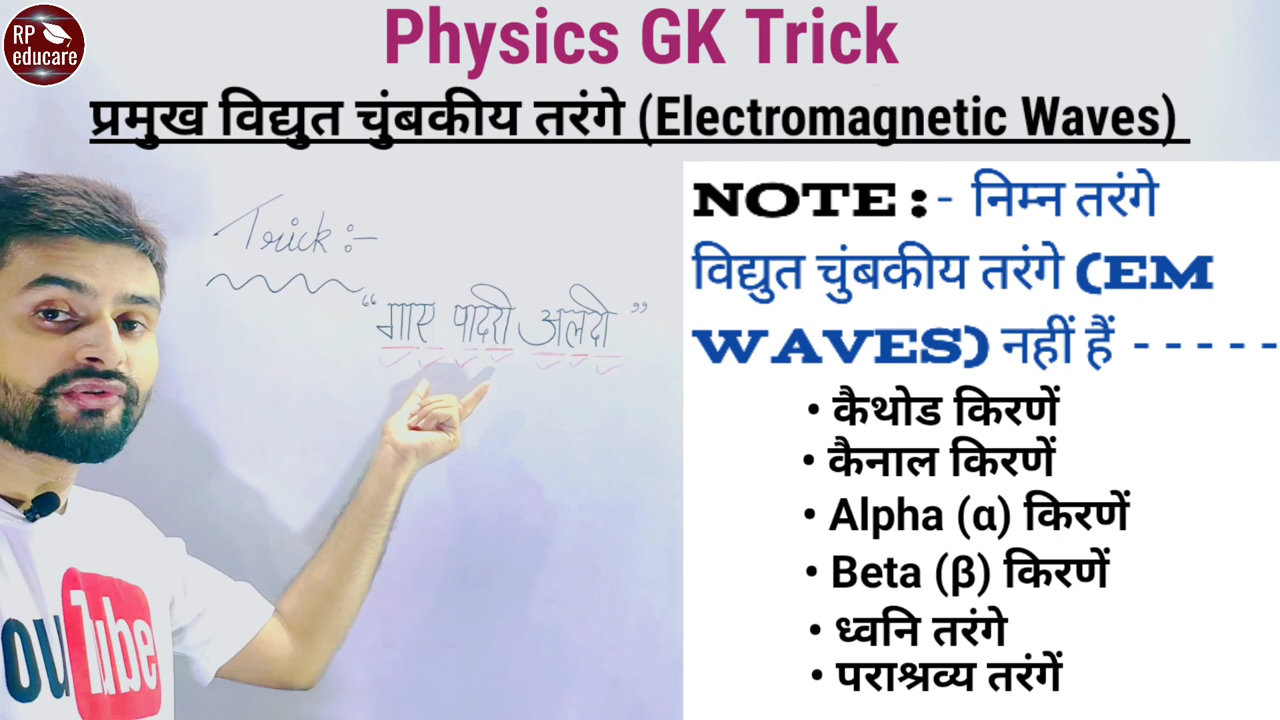 RP
educare
Physics GK Trick
प्रमुख विद्युत चुंबकीय तरंगे (Electromagnetic Waves)
Trick :-
“गार पादरी अलदी”
NOTE :- निम्न तरंगे
विद्युत चुंबकीय तरंगे (EM
WAVES) नहीं हैं -----
• कैथोड किरणें
• कैनाल किरणें
• Alpha (α) किरणें
• Beta (β) किरणें
• ध्वनि तरंगे
• पराश्रव्य तरंगें
ouTube